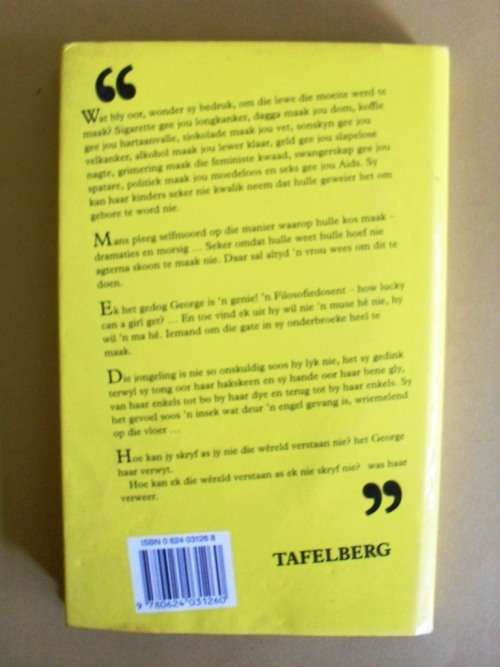 “
Wat bly oor, wonder sy bedruk, om die lewe die moeite werd te
maak? Sigarette gee jou longkanker, dagga maak jou dom, koffie
gee jou hartaanvalle, sjokolade maak jou vet, sonskyn gee jou
velkanker, alkohol maak jou lewer klaar, geld gee jou slapelose
nagte, grimering maak die feministe kwaad, swangerskap gee jou
spatare, politiek maak jou moedeloos en seks gee jou Aids. Sy
kan haar kinders seker nie kwalik neem dat hulle geweier het om
gebore te word nie.
Mans pleeg selfmoord op die manier waarop hulle kos maak –
dramaties en morsig ... Seker omdat hulle weet hulle hoef nie
agterna skoon te maak nie. Daar sal altyd 'n vrou wees om dit te
doen.
Ek het gedog George is 'n genie! 'n Filosofiedosent – how lucky
can a girl get? ... En toe vind ek uit hy wil nie 'n muse hê nie, hy
wil 'n ma hê. Iemand om die gate in sy onderbroeke heel te
maak.
Die jongeling is nie so onskuldig soos hy lyk nie, het sy gedink
terwyl sy tong oor haar hakskeen en sy hande oor haar bene gly,
van haar enkels tot bo by haar dye en terug tot by haar enkels. Sy
het gevoel soos 'n insek wat deur 'n engel gevang is, wriemelend
op die vloer ...
Hoe kan jy skryf as jy nie die wêreld verstaan nie? het George
haar verwyt.
Hoe kan ek die wêreld verstaan as ek nie skryf nie? was haar
verweer.
”
ISBN 0 624 03126 8
9 780624 031260
TAFELBERG